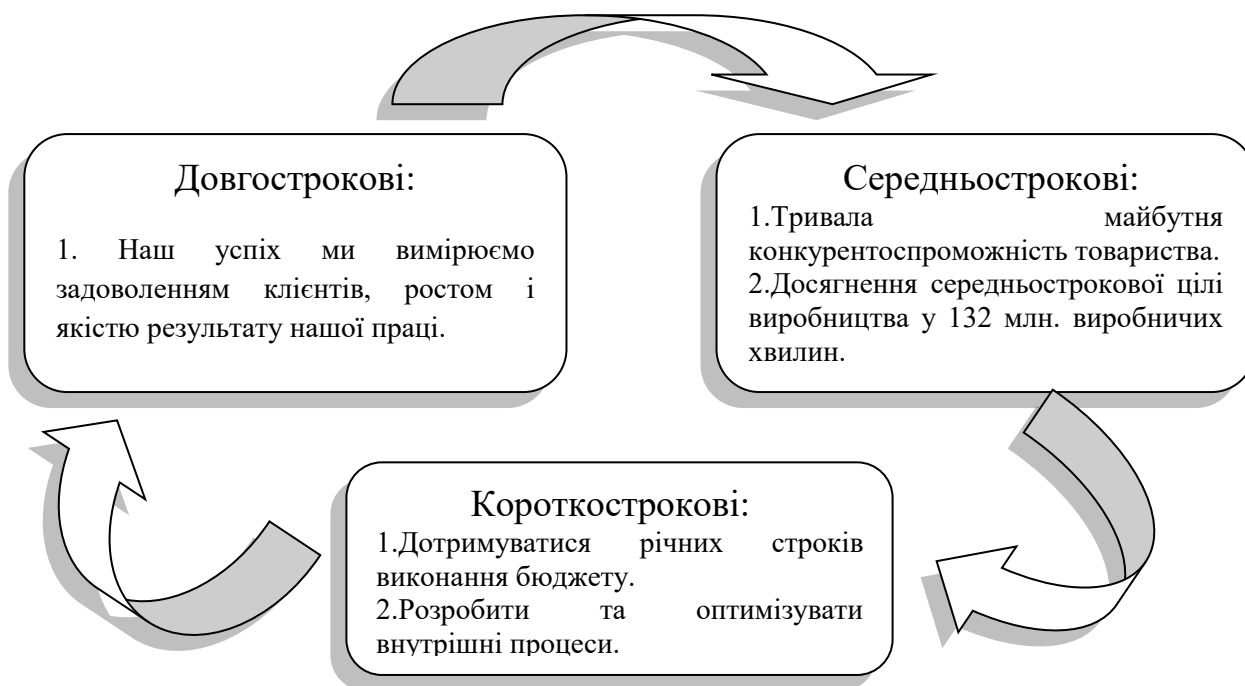 Довгострокові:
1. Наш успіх ми вимірюємо
задоволенням клієнтів, ростом і
якістю результату нашої праці.
Середньострокові:
1.Тривала майбутня
конкурентоспроможність товариства.
2.Досягнення середньострокової цілі
виробництва у 132 млн. виробничих
хвилин.
Короткострокові:
1.Дотримуватися річних строків
виконання бюджету.
2.Розробити та оптимізувати
внутрішні процеси.